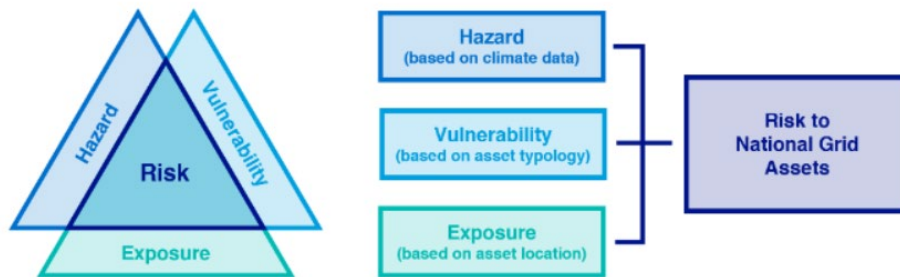 Hazard
Vulnerability
Risk
Exposure
Hazard
(based on climate data)
Vulnerability
(based on asset typology)
Exposure
(based on asset location)
Risk to
National Grid
Assets